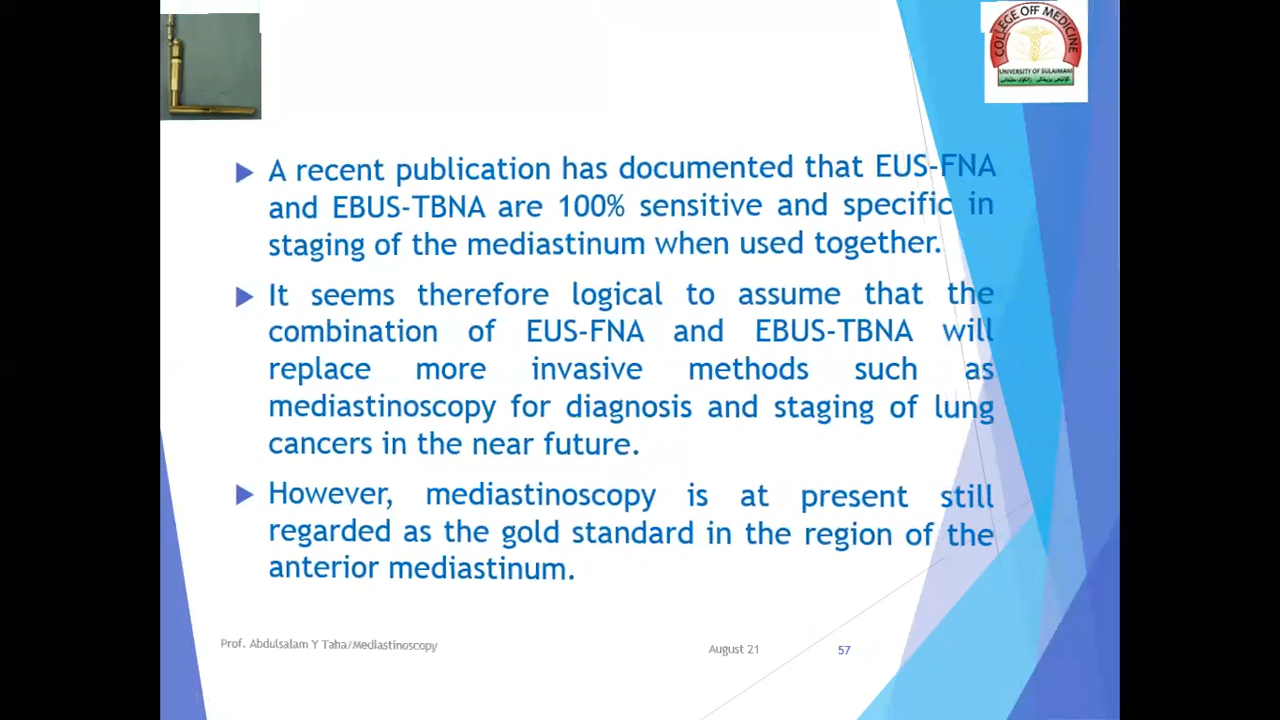 COLLEGE OFF MEDICINE
UNIVERSITY OF SULAIMANI
A recent publication has documented that EUS-FNA
and EBUS-TBNA are 100% sensitive and specific in
staging of the mediastinum when used together.
It seems therefore logical to assume that the
combination of EUS-FNA and EBUS-TBNA will
replace more invasive methods such as
mediastinoscopy for diagnosis and staging of lung
cancers in the near future.
However, mediastinoscopy is at present still
regarded as the gold standard in the region of the
anterior mediastinum.
Prof. Abdulsalam Y Taha/Mediastinoscopy
August 21
57